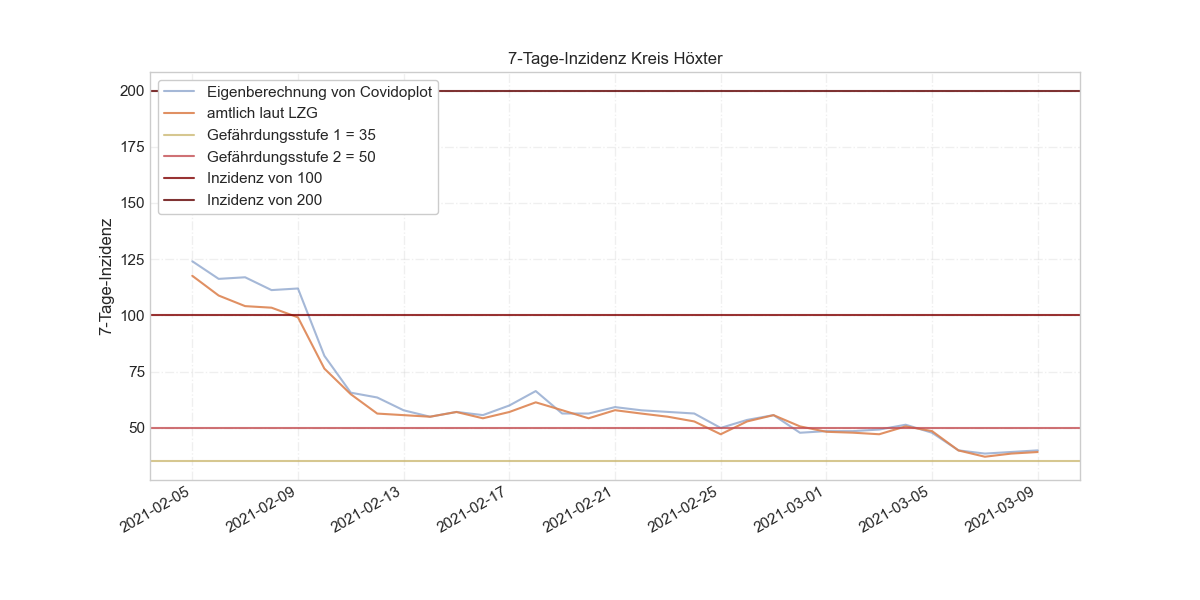 7-Tage-Inzidenz Kreis Höxter
Eigenberechnung von Covidoplot
amtlich laut LZG
Gefährdungsstufe 1 = 35
Gefährdungsstufe 2 = 50
Inzidenz von 100
Inzidenz von 200
7-Tage-Inzidenz
200
175
150
125
100
75
50
2021-02-05
2021-02-09
2021-02-13
2021-02-17
2021-02-21
2021-02-25
2021-03-01
2021-03-05
2021-03-09